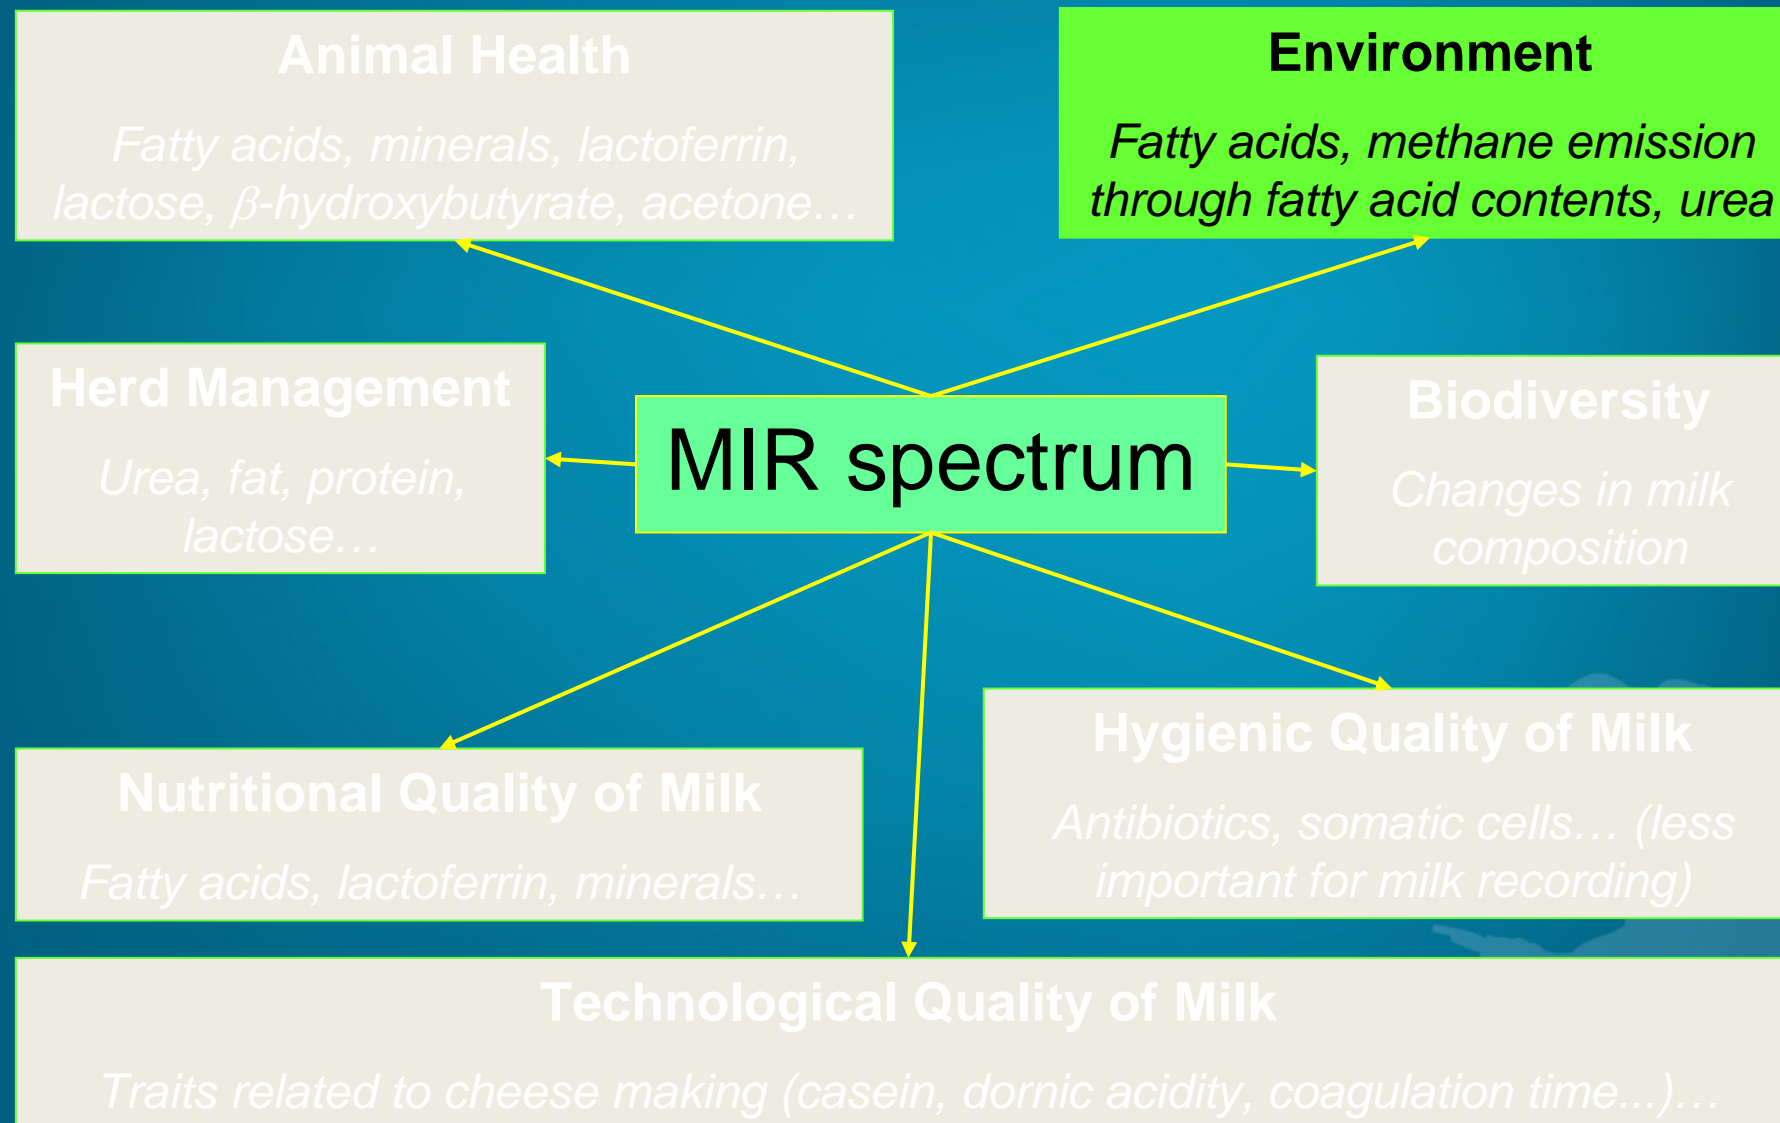 Animal Health
Fatty acids, minerals, lactoferrin,
lactose, β-hydroxybutyrate, acetone…
Environment
Fatty acids, methane emission
through fatty acid contents, urea
Herd Management
Urea, fat, protein,
lactose…
MIR spectrum
Biodiversity
Changes in milk
composition
Nutritional Quality of Milk
Fatty acids, lactoferrin, minerals…
Hygienic Quality of Milk
Antibiotics, somatic cells… (less
important for milk recording)
Technological Quality of Milk
Traits related to cheese making (casein, dornic acidity, coagulation time...)…